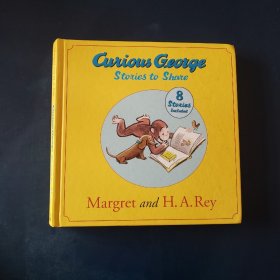 Curious George
Stories to Share
8
Stories
Included
Margret and H. A. Rey